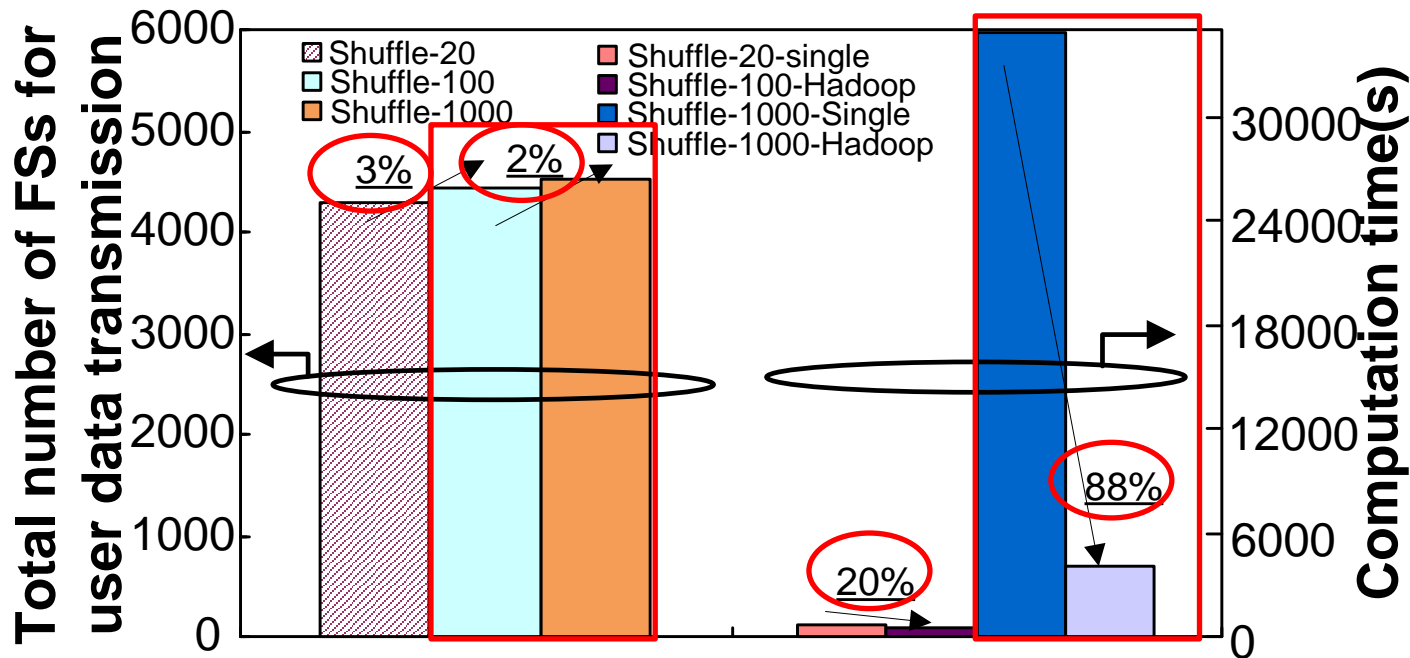 Total number of FSs for
user data transmission
6000
5000
4000
3000
2000
1000
0
Shuffle-20
Shuffle-100
Shuffle-1000
Shuffle-20-single
Shuffle-100-Hadoop
Shuffle-1000-Single
Shuffle-1000-Hadoop
3%
2%
20%
88%
30000
24000
18000
12000
6000
0
Computation time(s)